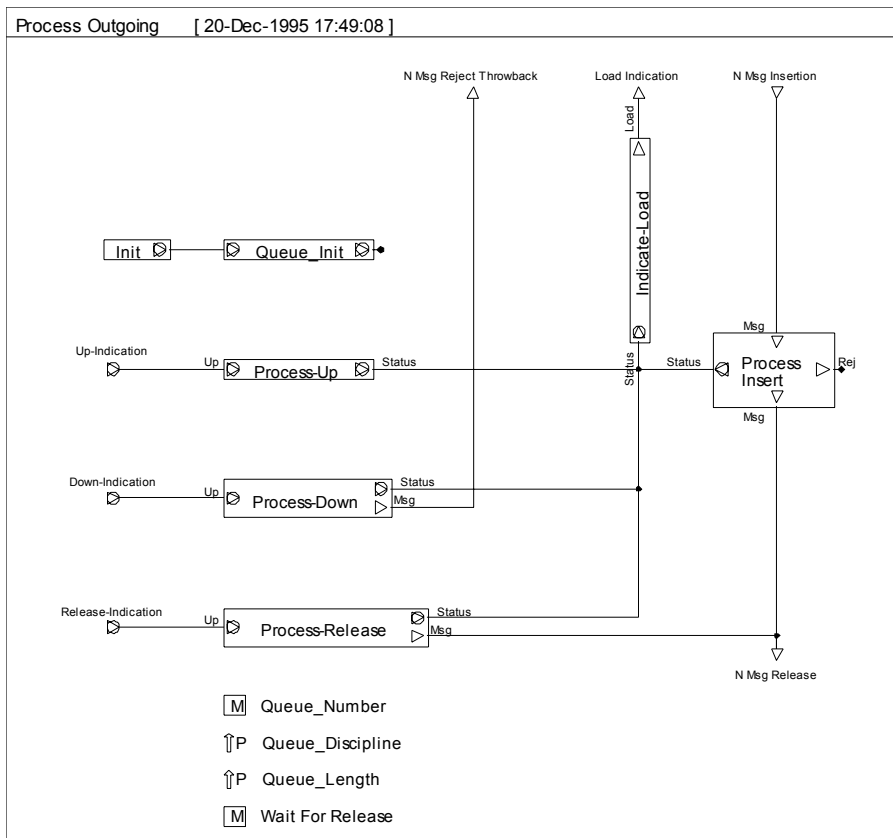 Process Outgoing [ 20-Dec-1995 17:49:08 ]
N Msg Reject Throwback
Load Indication
N Msg Insertion
Load
Indicate-Load
Init
Queue_Init
Msg
Up-Indication
Up
Process-Up
Status
Status
Status
Process
Insert
Rej
Msg
Down-Indication
Up
Process-Down
Status
Msg
Release-Indication
Up
Process-Release
Status
Msg
N Msg Release
M Queue_Number
⇧P Queue_Discipline
⇧P Queue_Length
M Wait For Release